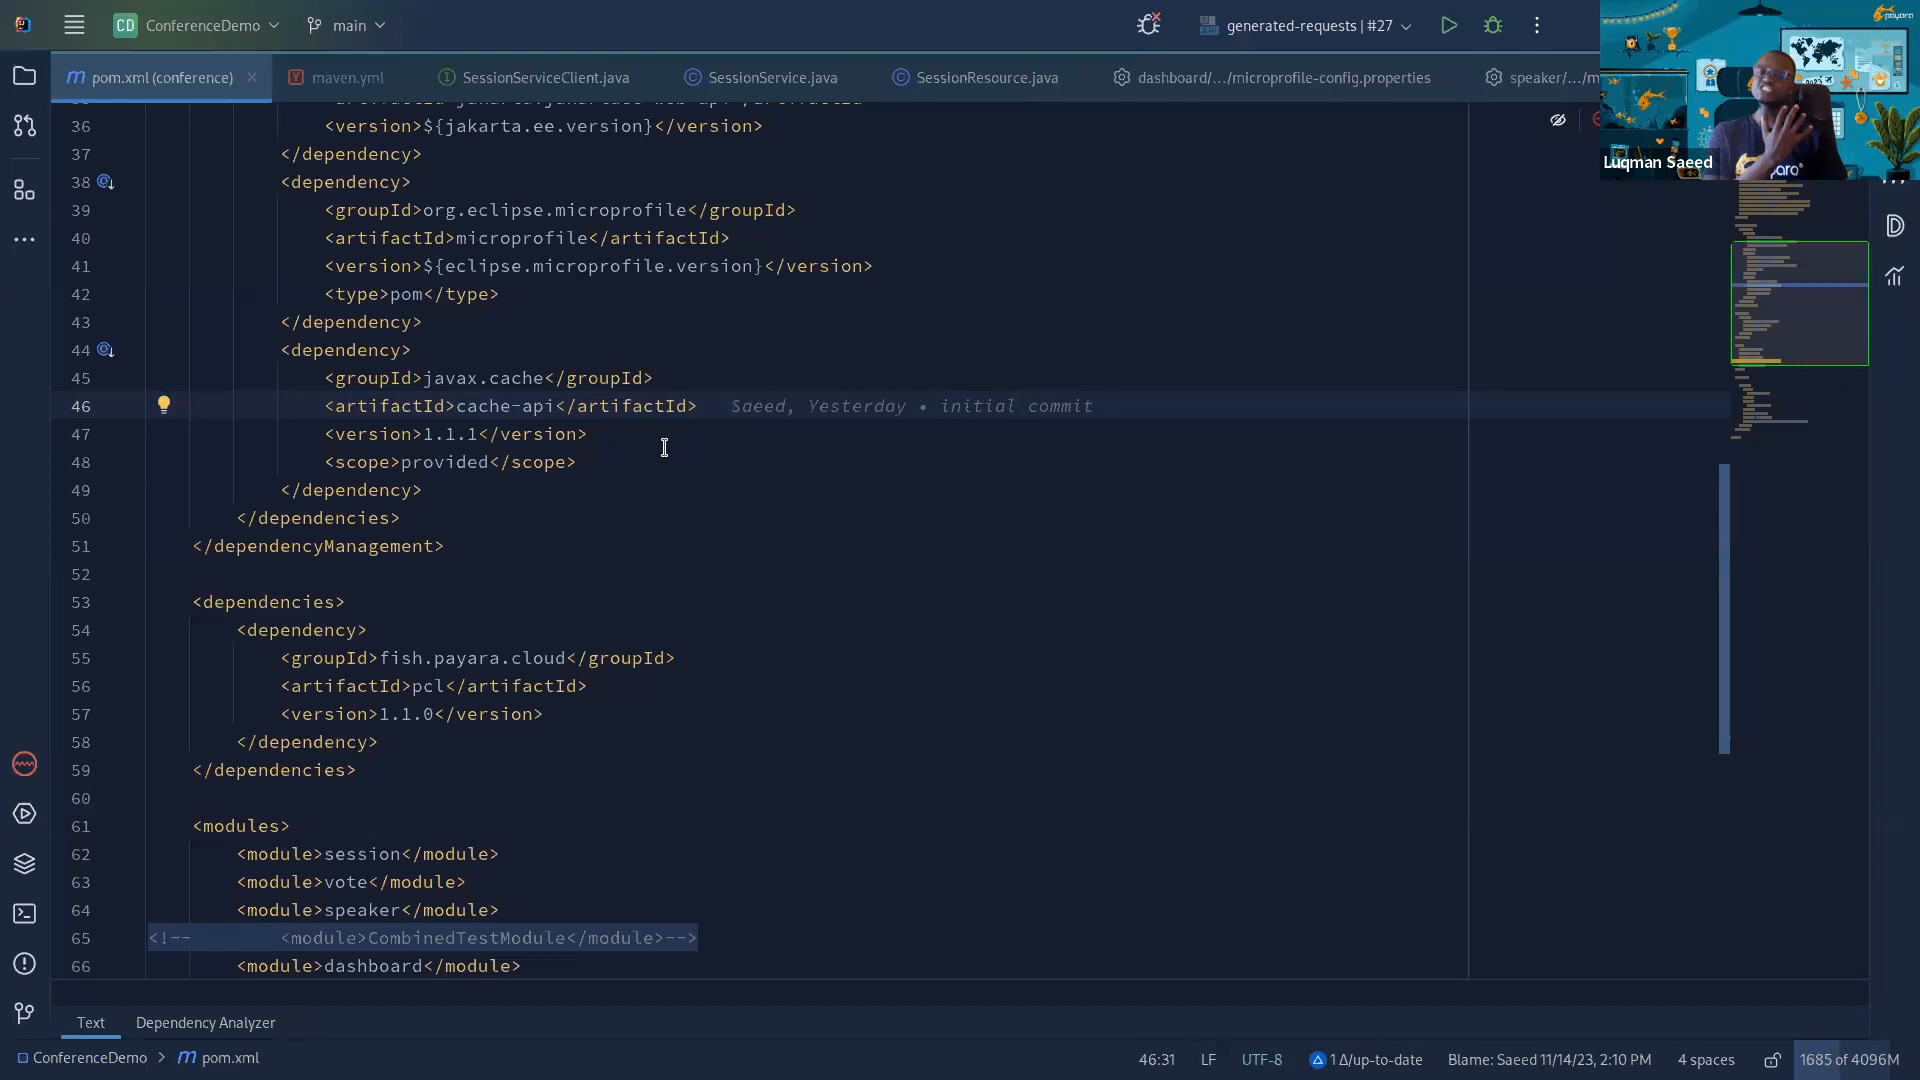 CD ConferenceDemo main generated-requests | #27
payara
pom.xml (conference) maven.yml SessionServiceClient.java SessionService.java SessionResource.java dashboard/.../microprofile-config.properties speaker/.../m
36 <version>${jakarta.ee.version}</version>
37 </dependency>
38 <dependency>
39 <groupId>org.eclipse.microprofile</groupId>
40 <artifactId>microprofile</artifactId>
41 <version>${eclipse.microprofile.version}</version>
42 <type>pom</type>
43 </dependency>
44 <dependency>
45 <groupId>javax.cache</groupId>
46 <artifactId>cache-api</artifactId> Saeed, Yesterday • initial commit
47 <version>1.1.1</version>
48 <scope>provided</scope>
49 </dependency>
50 </dependencies>
51 </dependencyManagement>
52
53 <dependencies>
54 <dependency>
55 <groupId>fish.payara.cloud</groupId>
56 <artifactId>pcl</artifactId>
57 <version>1.1.0</version>
58 </dependency>
59 </dependencies>
60
61 <modules>
62 <module>session</module>
63 <module>vote</module>
64 <module>speaker</module>
65 <!-- <module>CombinedTestModule</module>-->
66 <module>dashboard</module>
Luqman Saeed
Text Dependency Analyzer
ConferenceDemo > pom.xml 46:31 LF UTF-8 1 Δ/up-to-date Blame: Saeed 11/14/23, 2:10 PM 4 spaces 1685 of 4096M